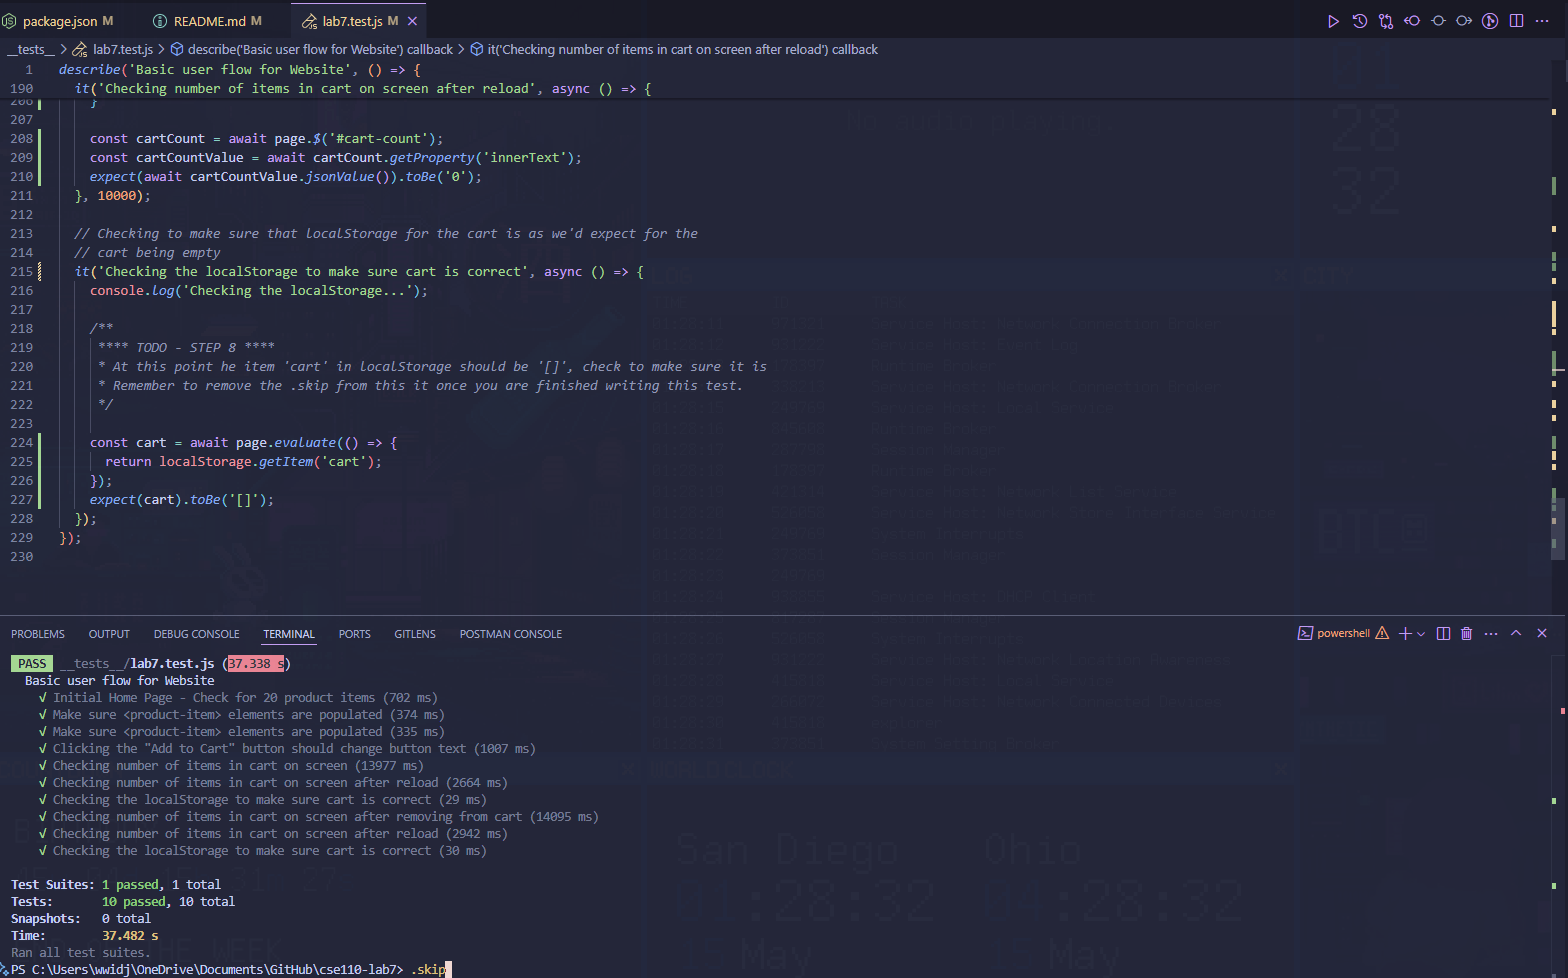 package.json M README.md M lab7.test.js M
__tests__ > lab7.test.js > describe('Basic user flow for Website') callback > it('Checking number of items in cart on screen after reload') callback
1 describe('Basic user flow for Website', () => {
190 it('Checking number of items in cart on screen after reload', async () => {
206 }
207
208 const cartCount = await page.$('#cart-count');
209 const cartCountValue = await cartCount.getProperty('innerText');
210 expect(await cartCountValue.jsonValue()).toBe('0');
211 }, 10000);
212
213 // Checking to make sure that localStorage for the cart is as we'd expect for the
214 // cart being empty
215 it('Checking the localStorage to make sure cart is correct', async () => {
216 console.log('Checking the localStorage...');
217
218 /**
219 **** TODO - STEP 8 ****
220 * At this point he item 'cart' in localStorage should be '[]', check to make sure it is
221 * Remember to remove the .skip from this it once you are finished writing this test.
222 */
223
224 const cart = await page.evaluate(() => {
225 return localStorage.getItem('cart');
226 });
227 expect(cart).toBe('[]');
228 });
229 });
230
PROBLEMS OUTPUT DEBUG CONSOLE TERMINAL PORTS GITLENS POSTMAN CONSOLE powershell
PASS __tests__/lab7.test.js (37.338 s)
Basic user flow for Website
√ Initial Home Page - Check for 20 product items (702 ms)
√ Make sure <product-item> elements are populated (374 ms)
√ Make sure <product-item> elements are populated (335 ms)
√ Clicking the "Add to Cart" button should change button text (1007 ms)
√ Checking number of items in cart on screen (13977 ms)
√ Checking number of items in cart on screen after reload (2664 ms)
√ Checking the localStorage to make sure cart is correct (29 ms)
√ Checking number of items in cart on screen after removing from cart (14095 ms)
√ Checking number of items in cart on screen after reload (2942 ms)
√ Checking the localStorage to make sure cart is correct (30 ms)
Test Suites: 1 passed, 1 total
Tests: 10 passed, 10 total
Snapshots: 0 total
Time: 37.482 s
Ran all test suites.
PS C:\Users\wwidj\OneDrive\Documents\GitHub\cse110-lab7> .skip
28
32
BTC
San Diego Ohio
:28:32 :28:32
May May